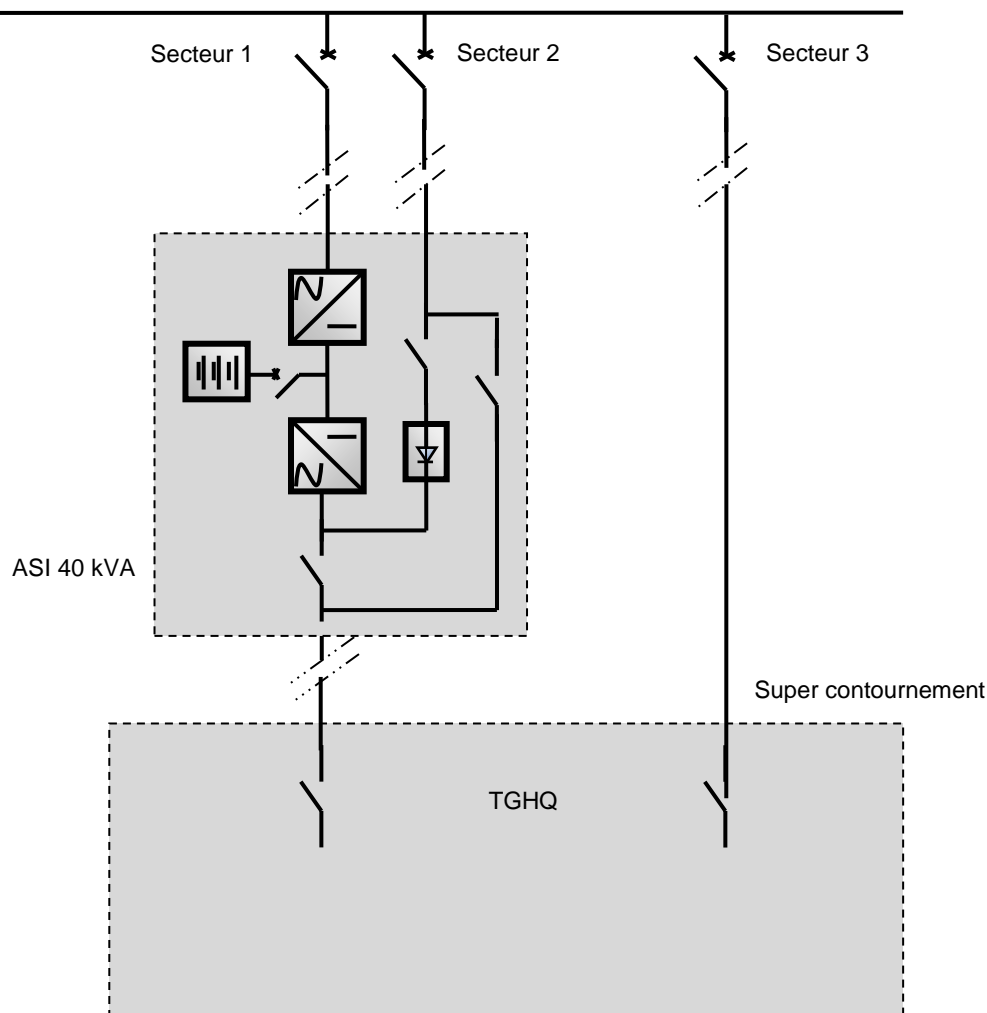 Secteur 1
Secteur 2
Secteur 3
ASI 40 kVA
Super contournement
TGHQ